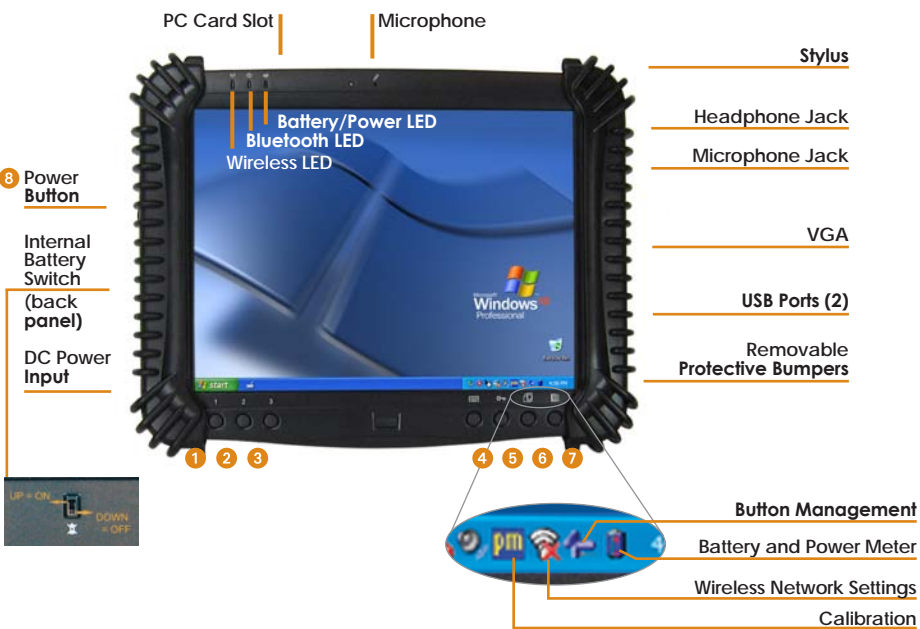 PC Card Slot
Microphone
Stylus
Headphone Jack
Microphone Jack
VGA
USB Ports (2)
Removable
Protective Bumpers
Battery/Power LED
Bluetooth LED
Wireless LED
8 Power
Button
Internal
Battery
Switch
(back
panel)
DC Power
Input
Microsoft
Windows xp
Professional
start
1 2 3
1 2 3
4 5 6 7
UP = ON
DOWN
= OFF
pm
4
Button Management
Battery and Power Meter
Wireless Network Settings
Calibration